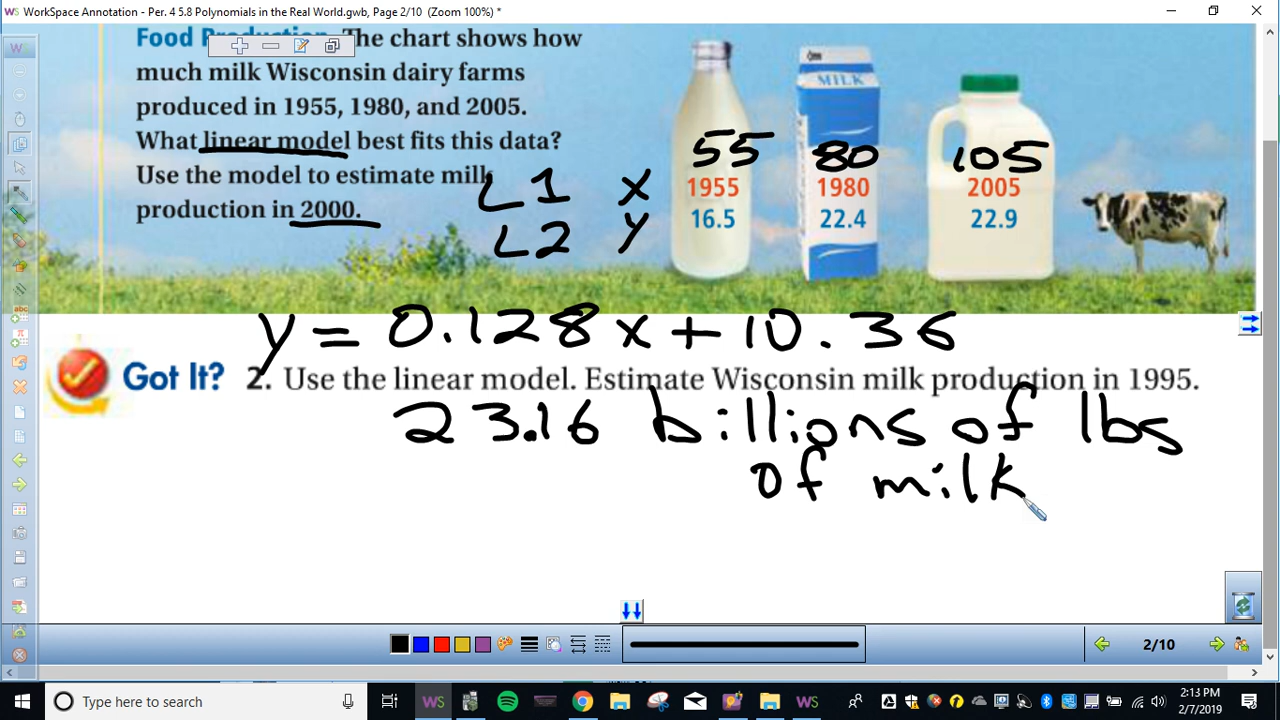 WorkSpace Annotation - Per. 4 5.8 Polynomials in the Real World.gwb, Page 2/10 (Zoom 100%) *
Food Production The chart shows how
much milk Wisconsin dairy farms
produced in 1955, 1980, and 2005.
What linear model best fits this data?
Use the model to estimate milk
production in 2000.
L1 x
L2 y
MILK
55 80 105
1955 1980 2005
16.5 22.4 22.9
y = 0.128x + 10.36
Got It? 2. Use the linear model. Estimate Wisconsin milk production in 1995.
23.16 billions of lbs
of milk
2/10
Type here to search
2:13 PM
2/7/2019